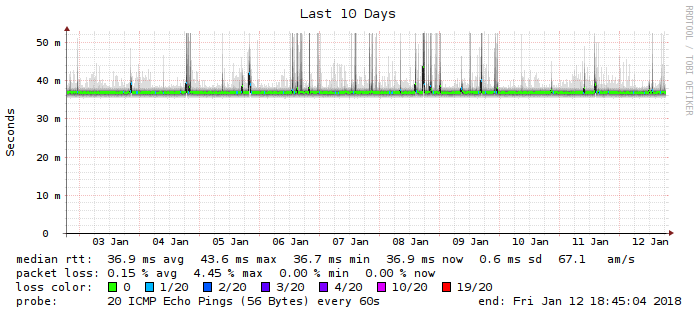 Last 10 Days
RRDTOOL / TOBI OETIKER
Seconds
50 m
40 m
30 m
20 m
10 m
0
03 Jan 04 Jan 05 Jan 06 Jan 07 Jan 08 Jan 09 Jan 10 Jan 11 Jan 12 Jan
median rtt: 36.9 ms avg 43.6 ms max 36.7 ms min 36.9 ms now 0.6 ms sd 67.1 am/s
packet loss: 0.15 % avg 4.45 % max 0.00 % min 0.00 % now
loss color: 0 1/20 2/20 3/20 4/20 10/20 19/20
probe: 20 ICMP Echo Pings (56 Bytes) every 60s end: Fri Jan 12 18:45:04 2018